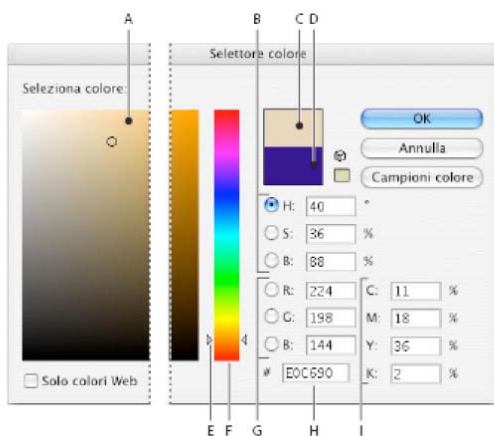 A B C D
Selettore colore
Seleziona colore:
OK
Annulla
Campioni colore
H: 40 °
S: 36 %
B: 88 %
R: 224 C: 11 %
G: 198 M: 18 %
B: 144 Y: 36 %
# E0C690 K: 2 %
Solo colori Web
E F G H I